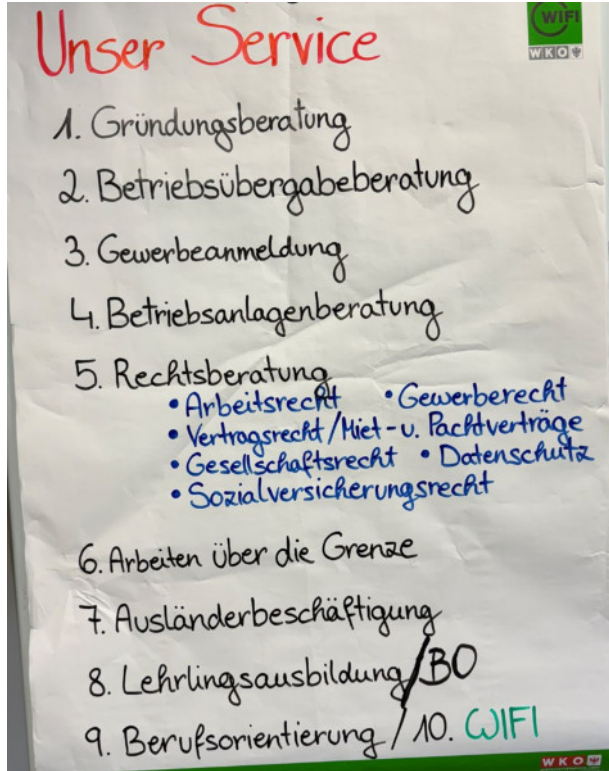 Unser Service
WIFI
WKO
1. Gründungsberatung
2. Betriebsübergabeberatung
3. Gewerbeanmeldung
4. Betriebsanlagenberatung
5. Rechtsberatung
• Arbeitsrecht • Gewerberecht
• Vertragsrecht/Miet- u. Pachtverträge
• Gesellschaftsrecht • Datenschutz
• Sozialversicherungsrecht
6. Arbeiten über die Grenze
7. Ausländerbeschäftigung
8. Lehrlingsausbildung/BO
9. Berufsorientierung / 10. WIFI
WKO